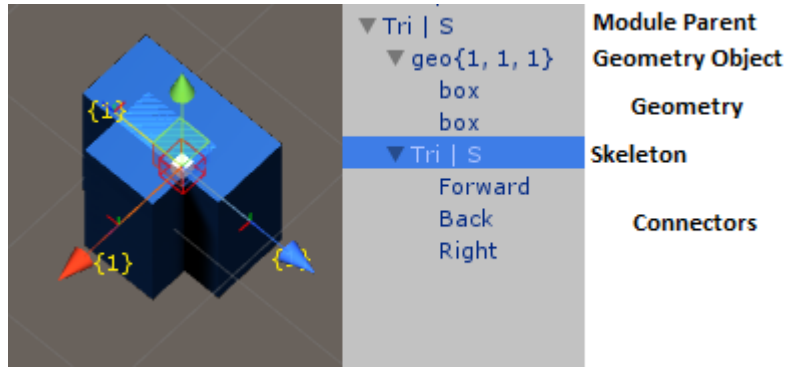 {1}
{1}
Tri | S
geo{1, 1, 1}
box
box
Tri | S
Forward
Back
Right
Module Parent
Geometry Object
Geometry
Skeleton
Connectors